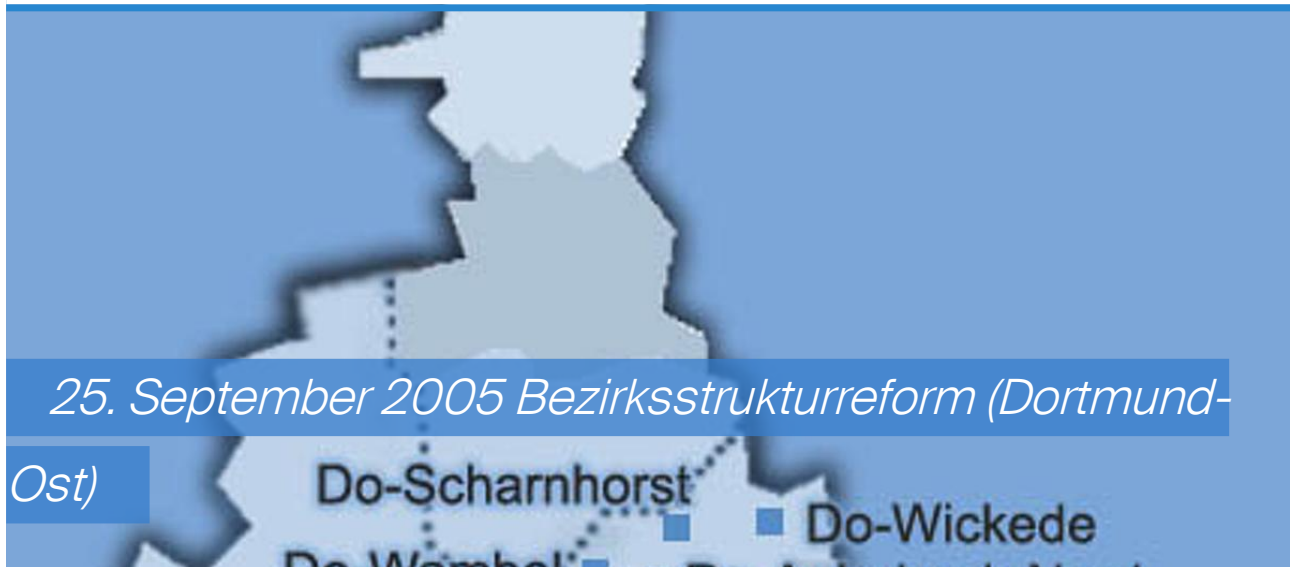 25. September 2005 Bezirksstrukturreform (Dortmund-
Ost)
Do-Scharnhorst
Do-Wickede